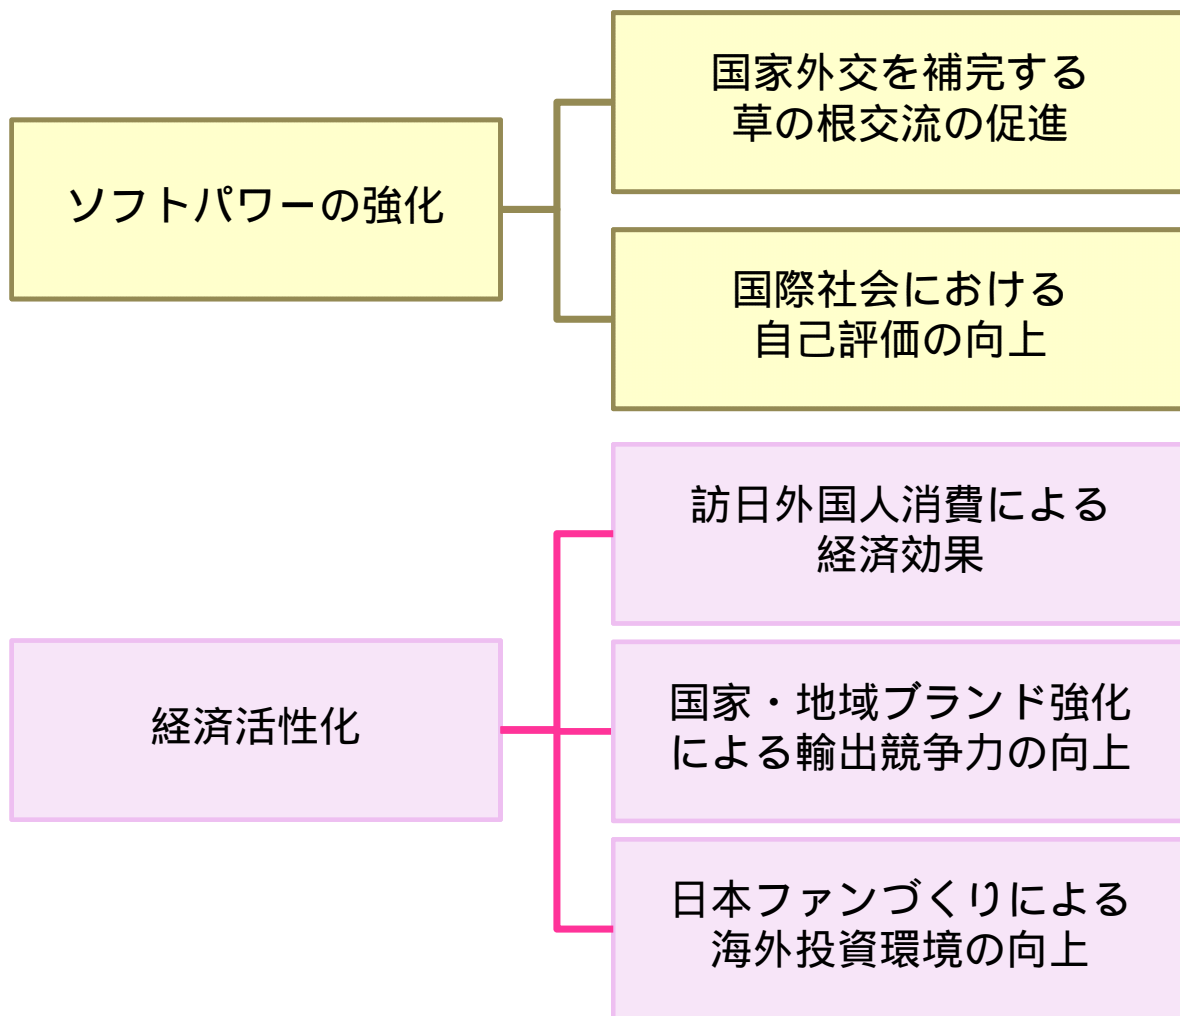 国家外交を補完する
草の根交流の促進
ソフトパワーの強化
国際社会における
自己評価の向上
訪日外国人消費による
経済効果
経済活性化
国家・地域ブランド強化
による輸出競争力の向上
日本ファンづくりによる
海外投資環境の向上